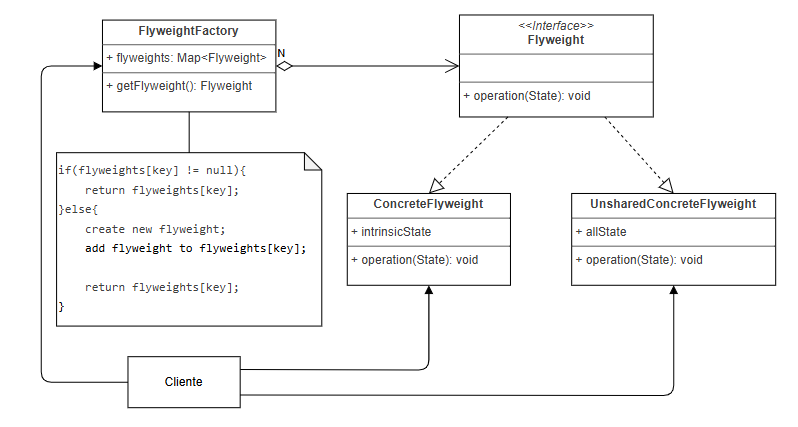 FlyweightFactory
+ flyweights: Map<Flyweight>
+ getFlyweight(): Flyweight
N
<<Interface>>
Flyweight
+ operation(State): void
if(flyweights[key] != null){
    return flyweights[key];
}else{
    create new flyweight;
    add flyweight to flyweights[key];
    return flyweights[key];
}
ConcreteFlyweight
+ intrinsicState
+ operation(State): void
UnsharedConcreteFlyweight
+ allState
+ operation(State): void
Cliente